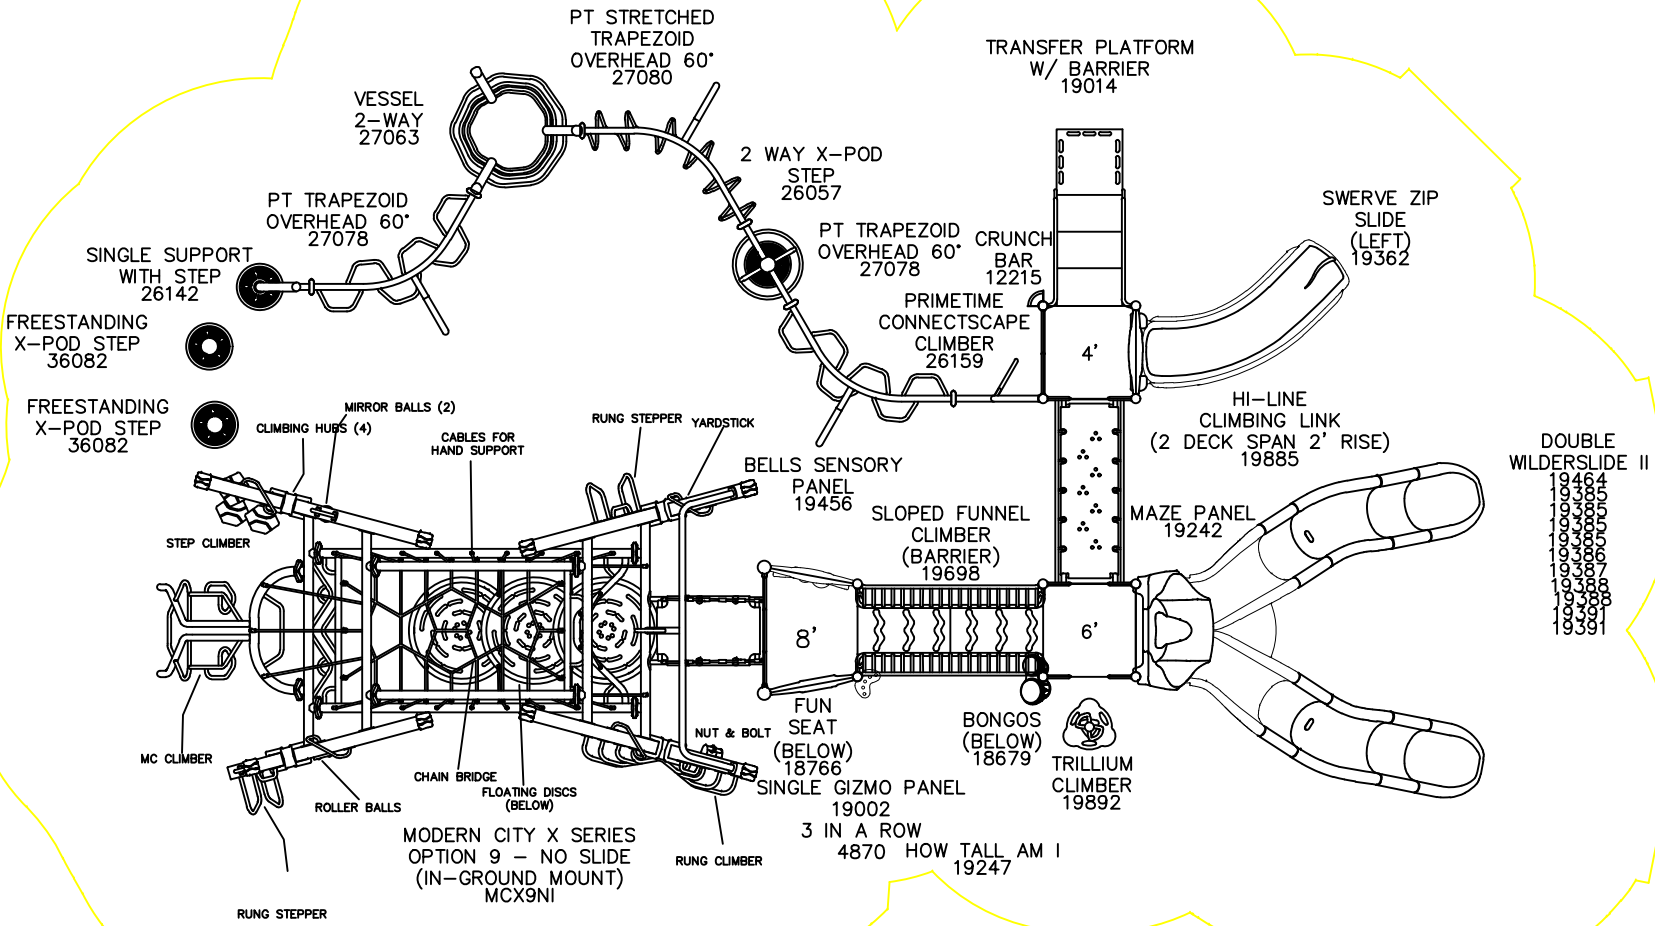 PT STRETCHED
TRAPEZOID
OVERHEAD 60°
27080
TRANSFER PLATFORM
W/ BARRIER
19014
VESSEL
2-WAY
27063
2 WAY X-POD
STEP
26057
PT TRAPEZOID
OVERHEAD 60°
27078
SWERVE ZIP
SLIDE
(LEFT)
19362
PT TRAPEZOID
OVERHEAD 60°
27078
CRUNCH
BAR
12215
SINGLE SUPPORT
WITH STEP
26142
PRIMETIME
CONNECTSCAPE
CLIMBER
26159
FREESTANDING
X-POD STEP
36082
4'
FREESTANDING
X-POD STEP
36082
MIRROR BALLS (2)
CLIMBING HUBS (4)
CABLES FOR
HAND SUPPORT
RUNG STEPPER
YARDSTICK
HI-LINE
CLIMBING LINK
(2 DECK SPAN 2' RISE)
19885
DOUBLE
WILDERSLIDE II
19464
19385
19385
19385
19385
19386
19387
19388
19388
19391
19391
BELLS SENSORY
PANEL
19456
SLOPED FUNNEL
CLIMBER
(BARRIER)
19698
MAZE PANEL
19242
STEP CLIMBER
8'
6'
MC CLIMBER
ROLLER BALLS
CHAIN BRIDGE
FLOATING DISCS
(BELOW)
NUT & BOLT
FUN
SEAT
(BELOW)
18766
BONGOS
(BELOW)
18679
TRILLIUM
CLIMBER
19892
SINGLE GIZMO PANEL
19002
3 IN A ROW
4870
HOW TALL AM I
19247
MODERN CITY X SERIES
OPTION 9 - NO SLIDE
(IN-GROUND MOUNT)
MCX9NI
RUNG CLIMBER
RUNG STEPPER